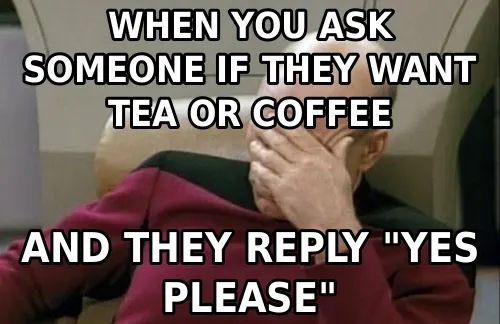 WHEN YOU ASK
SOMEONE IF THEY WANT
TEA OR COFFEE
AND THEY REPLY "YES
PLEASE"